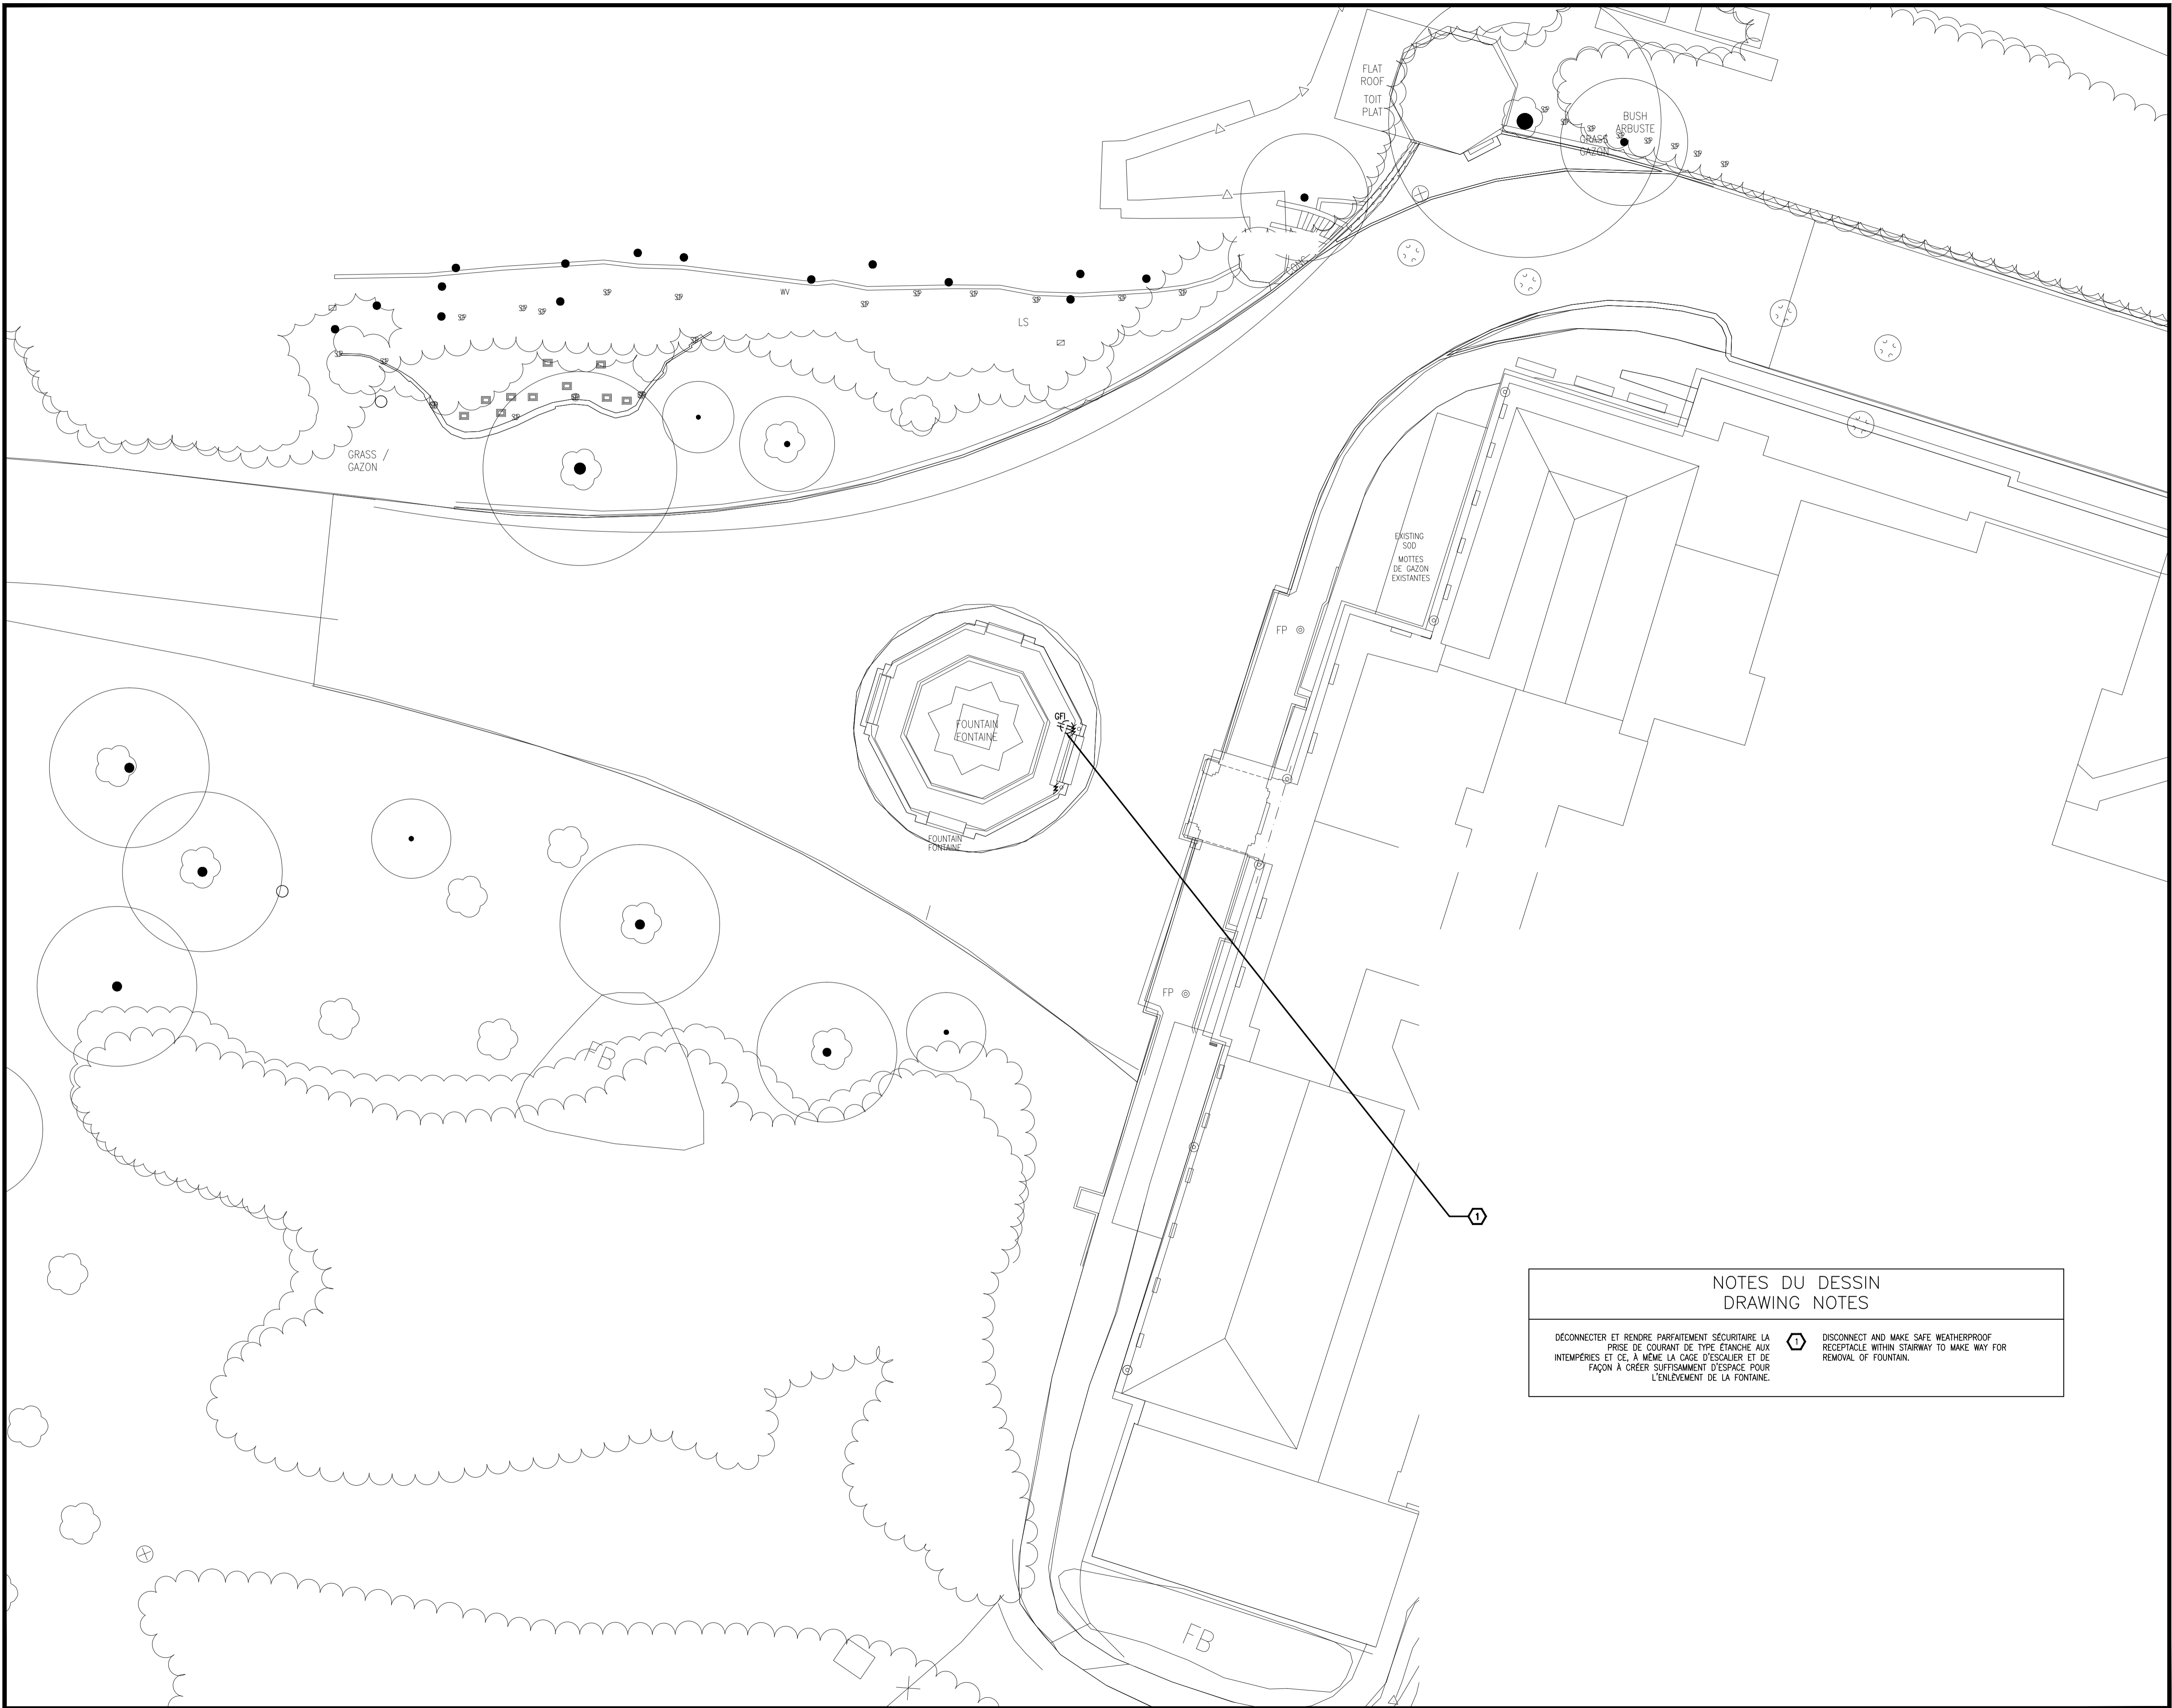 FLAT
ROOF
TOIT
PLAT
BUSH
ARBUSTE
GRASS
GAZON
CONC
WV
LS
GRASS /
GAZON
EXISTING
SOD
MOTTES
DE GAZON
EXISTANTES
FP
GFI
FOUNTAIN
FONTAINE
FOUNTAIN
FONTAINE
FP
FB
1
NOTES DU DESSIN
DRAWING NOTES
DÉCONNECTER ET RENDRE PARFAITEMENT SÉCURITAIRE LA
PRISE DE COURANT DE TYPE ÉTANCHE AUX
INTEMPÉRIES ET CE, À MÊME LA CAGE D'ESCALIER ET DE
FAÇON À CRÉER SUFFISAMMENT D'ESPACE POUR
L'ENLÈVEMENT DE LA FONTAINE.
1
DISCONNECT AND MAKE SAFE WEATHERPROOF
RECEPTACLE WITHIN STAIRWAY TO MAKE WAY FOR
REMOVAL OF FOUNTAIN.
FB